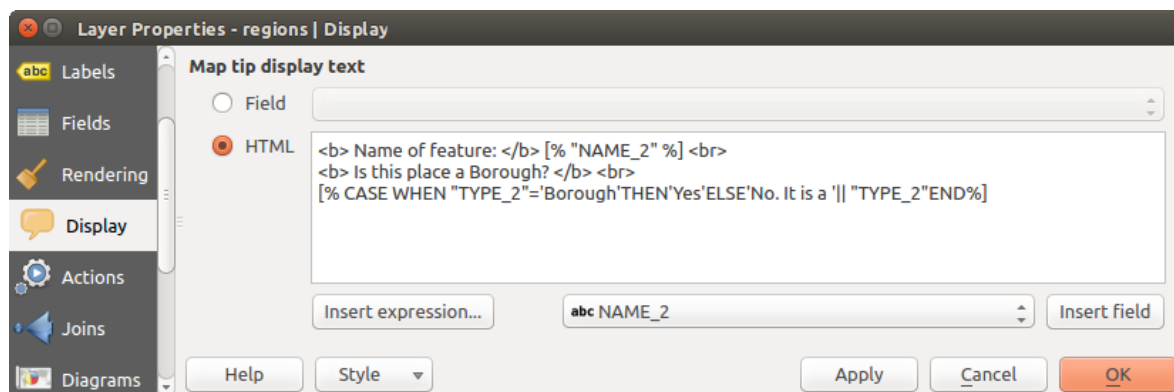 Layer Properties - regions | Display
abc Labels
Fields
Rendering
Display
Actions
Joins
Diagrams
Map tip display text
Field
HTML
<b> Name of feature: </b> [% "NAME_2" %] <br>
<b> Is this place a Borough? </b> <br>
[% CASE WHEN "TYPE_2"='Borough'THEN'Yes'ELSE'No. It is a '|| "TYPE_2"END%]
Insert expression...
abc NAME_2
Insert field
Help
Style
Apply
Cancel
OK